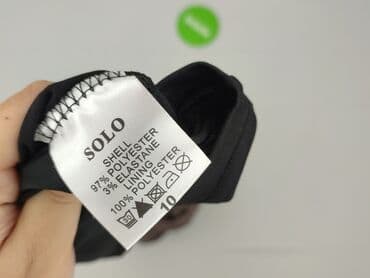 SOLO
SHELL
97% POLYESTER
3% ELASTANE
LINING
100% POLYESTER
10